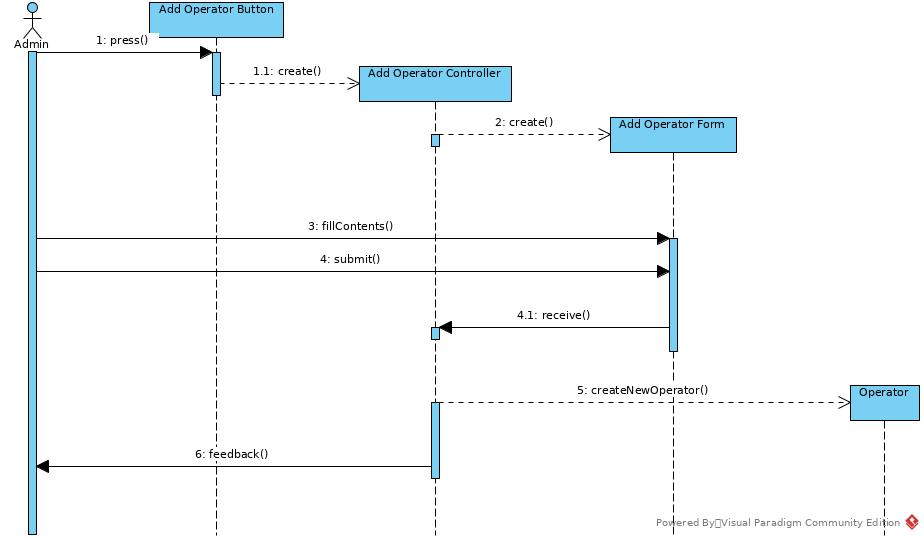 Add Operator Button
Admin
1: press()
1.1: create()
Add Operator Controller
2: create()
Add Operator Form
3: fillContents()
4: submit()
4.1: receive()
5: createNewOperator()
Operator
6: feedback()
Powered By Visual Paradigm Community Edition